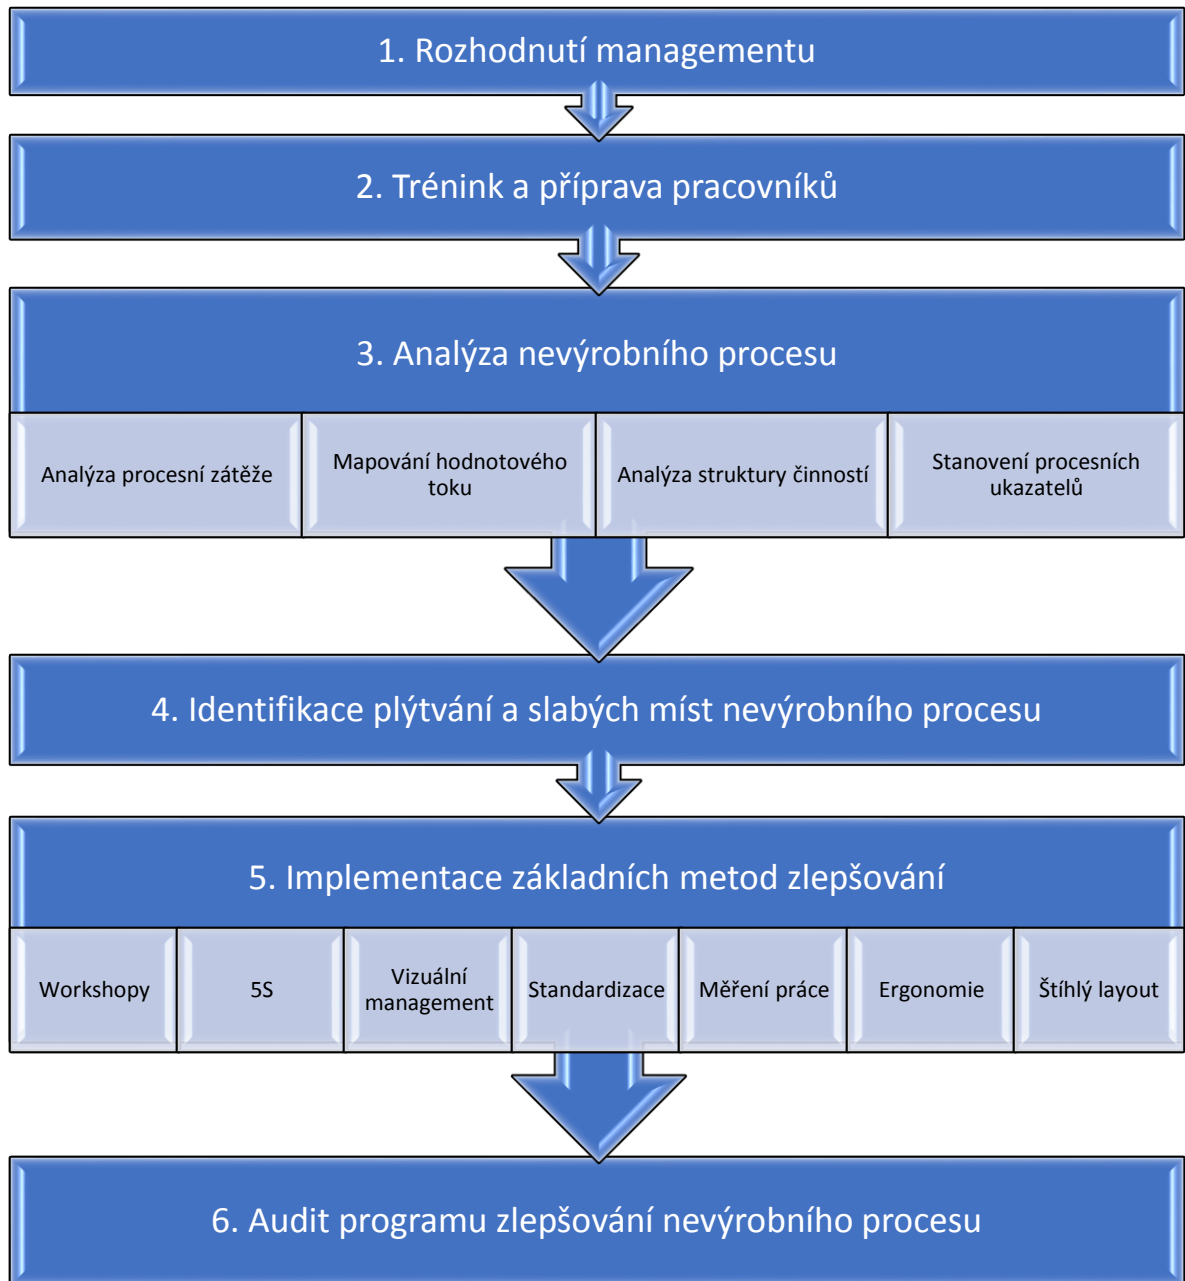 1. Rozhodnutí managementu
2. Trénink a příprava pracovníků
3. Analýza nevýrobního procesu
Analýza procesní zátěže
Mapování hodnotového
toku
Analýza struktury činností
Stanovení procesních
ukazatelů
4. Identifikace plýtvání a slabých míst nevýrobního procesu
5. Implementace základních metod zlepšování
Workshopy
5S
Vizuální
management
Standardizace
Měření práce
Ergonomie
Štíhlý layout
6. Audit programu zlepšování nevýrobního procesu